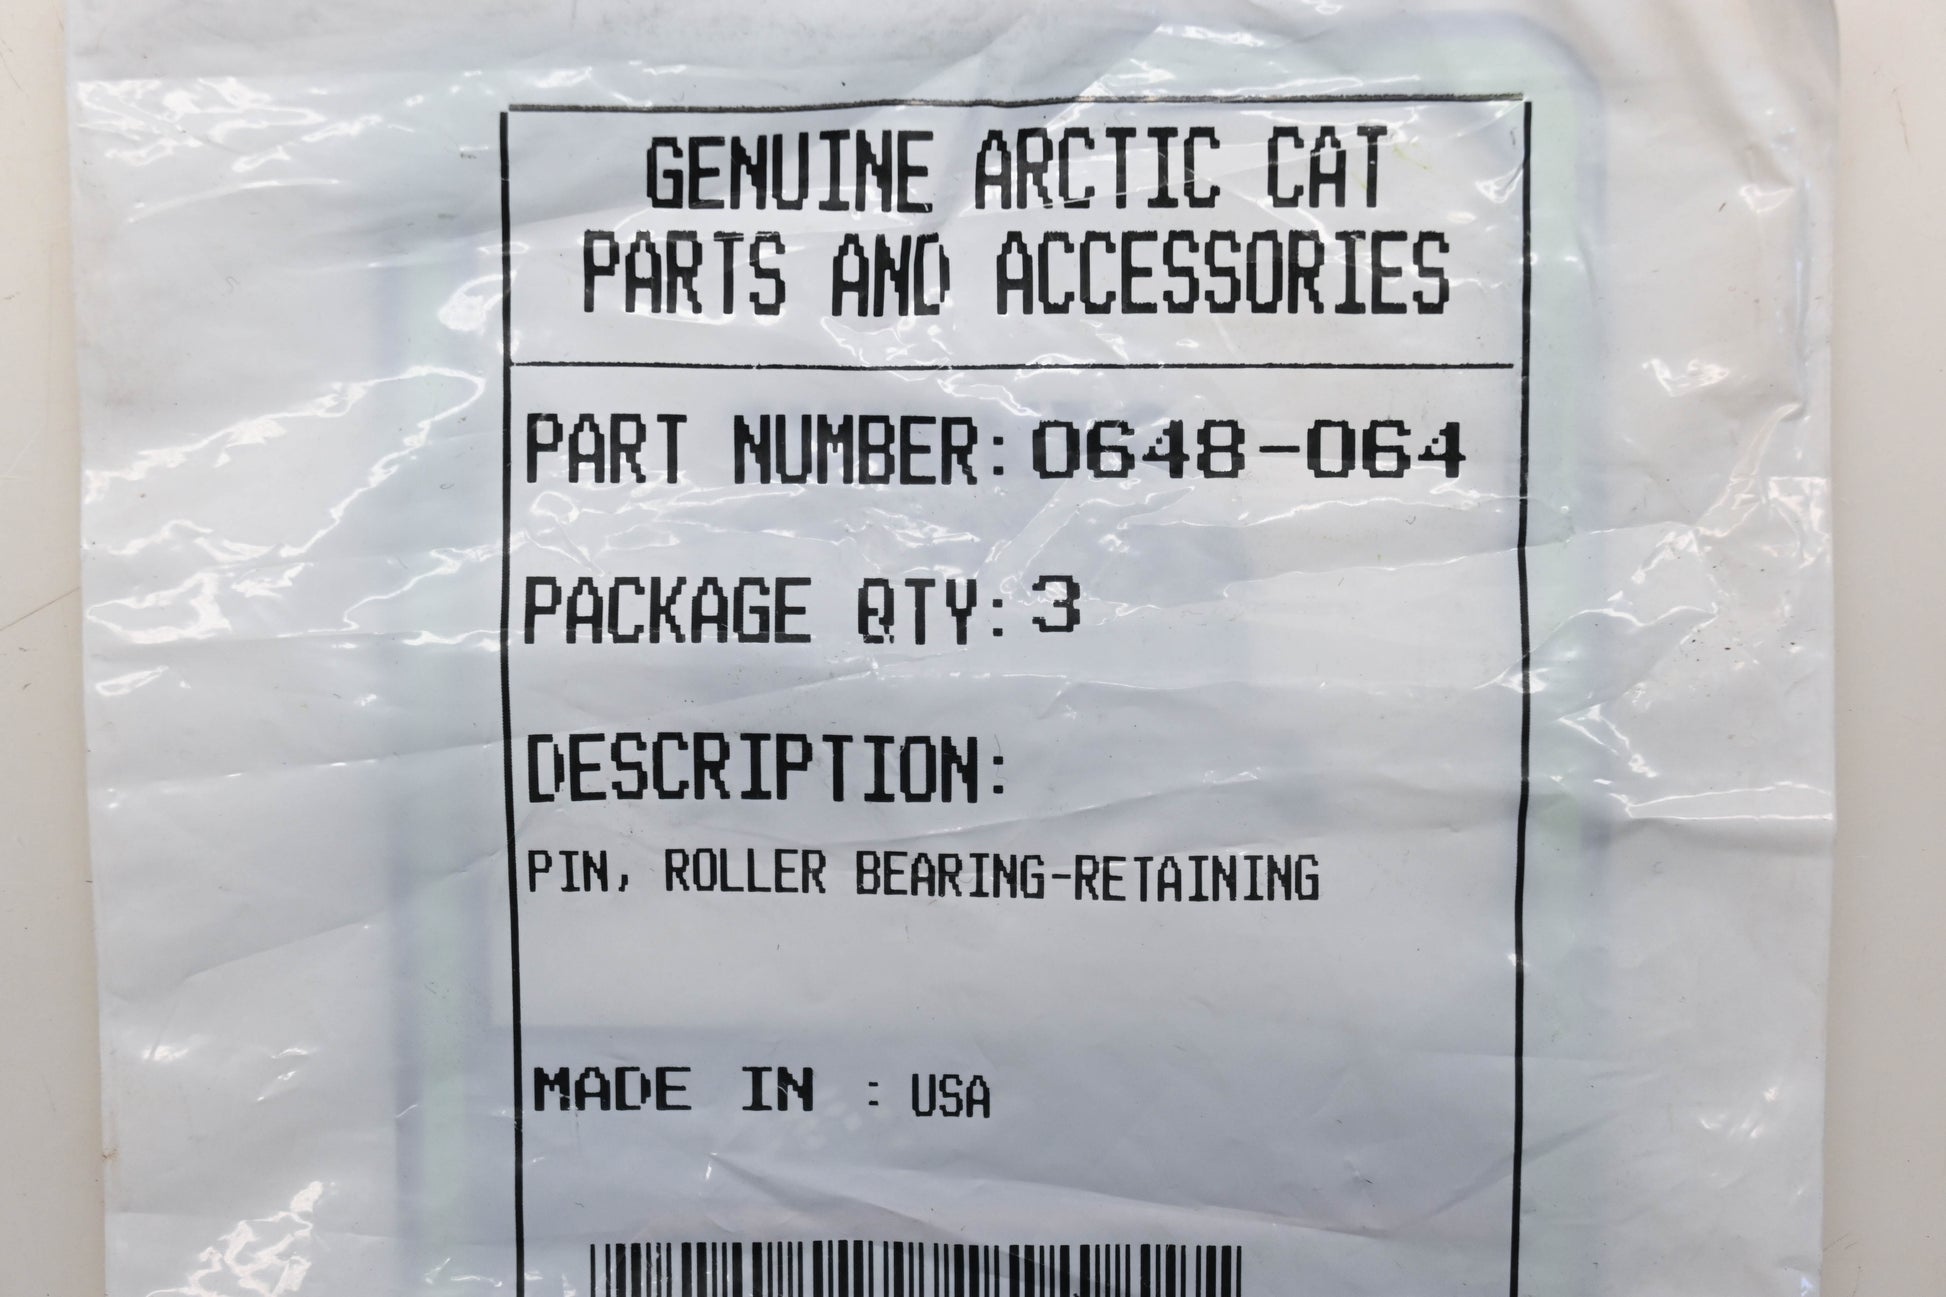 GENUINE ARCTIC CAT
PARTS AND ACCESSORIES
PART NUMBER: 0648-064
PACKAGE QTY: 3
DESCRIPTION:
PIN, ROLLER BEARING-RETAINING
MADE IN : USA